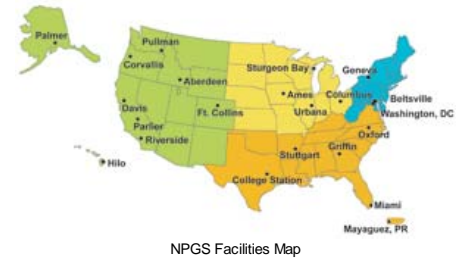 Palmer
Pullman
Corvallis
Aberdeen
Sturgeon Bay
Geneva
Ames
Columbus
Beltsville
Washington, DC
Davis
Ft. Collins
Urbana
Parlier
Riverside
Oxford
Griffin
Stuttgart
Hilo
College Station
Miami
Mayaguez, PR
NPGS Facilities Map